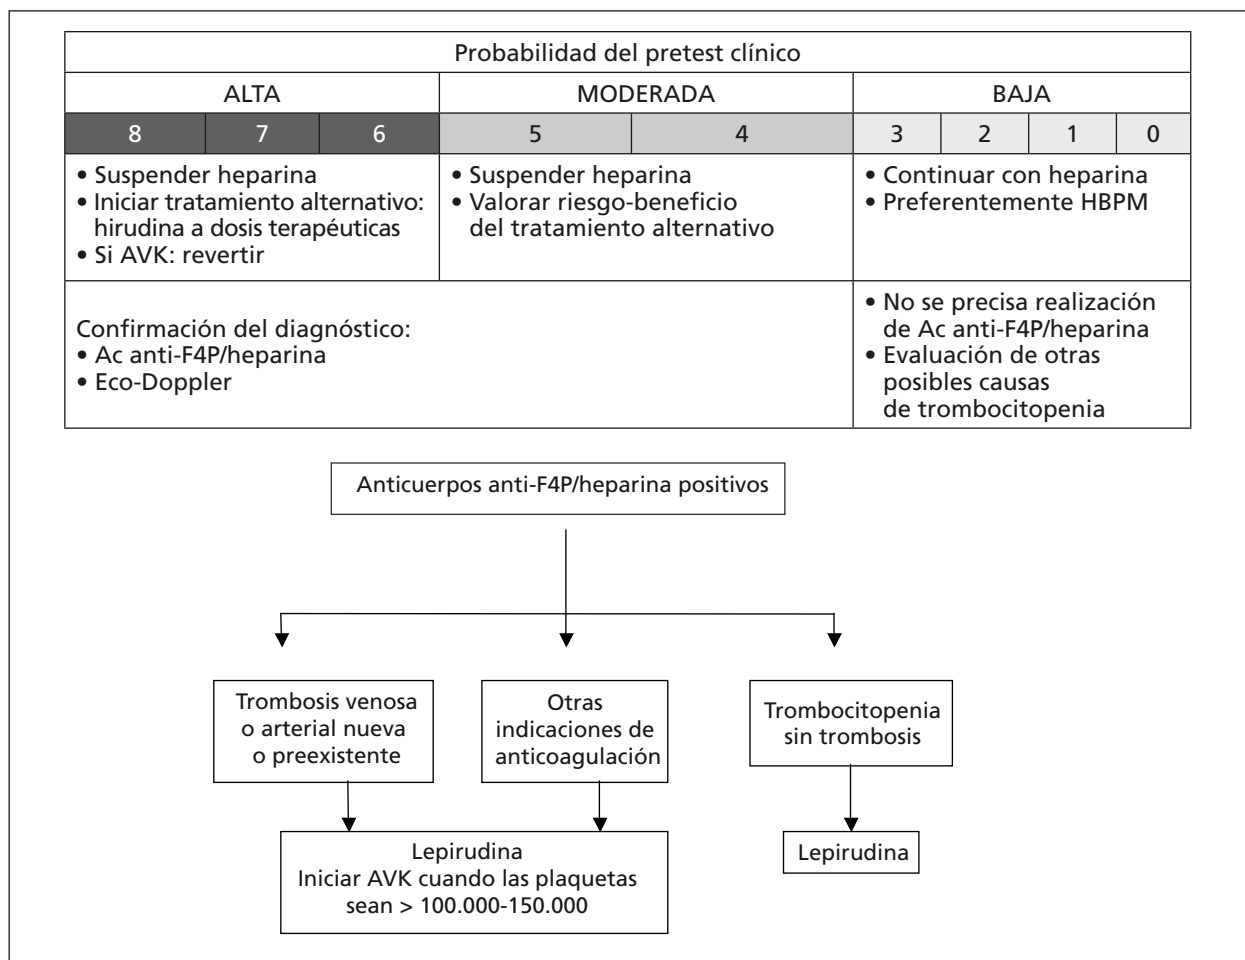 Probabilidad del pretest clínico
ALTA
MODERADA
BAJA
8
7
6
5
4
3
2
1
0
• Suspender heparina
• Iniciar tratamiento alternativo:
hirudina a dosis terapéuticas
• Si AVK: revertir
• Suspender heparina
• Valorar riesgo-beneficio
del tratamiento alternativo
• Continuar con heparina
• Preferentemente HBPM
Confirmación del diagnóstico:
• Ac anti-F4P/heparina
• Eco-Doppler
• No se precisa realización
de Ac anti-F4P/heparina
• Evaluación de otras
posibles causas
de trombocitopenia
Anticuerpos anti-F4P/heparina positivos
Trombosis venosa
o arterial nueva
o preexistente
Otras
indicaciones de
anticoagulación
Trombocitopenia
sin trombosis
Lepirudina
Iniciar AVK cuando las plaquetas
sean > 100.000-150.000
Lepirudina